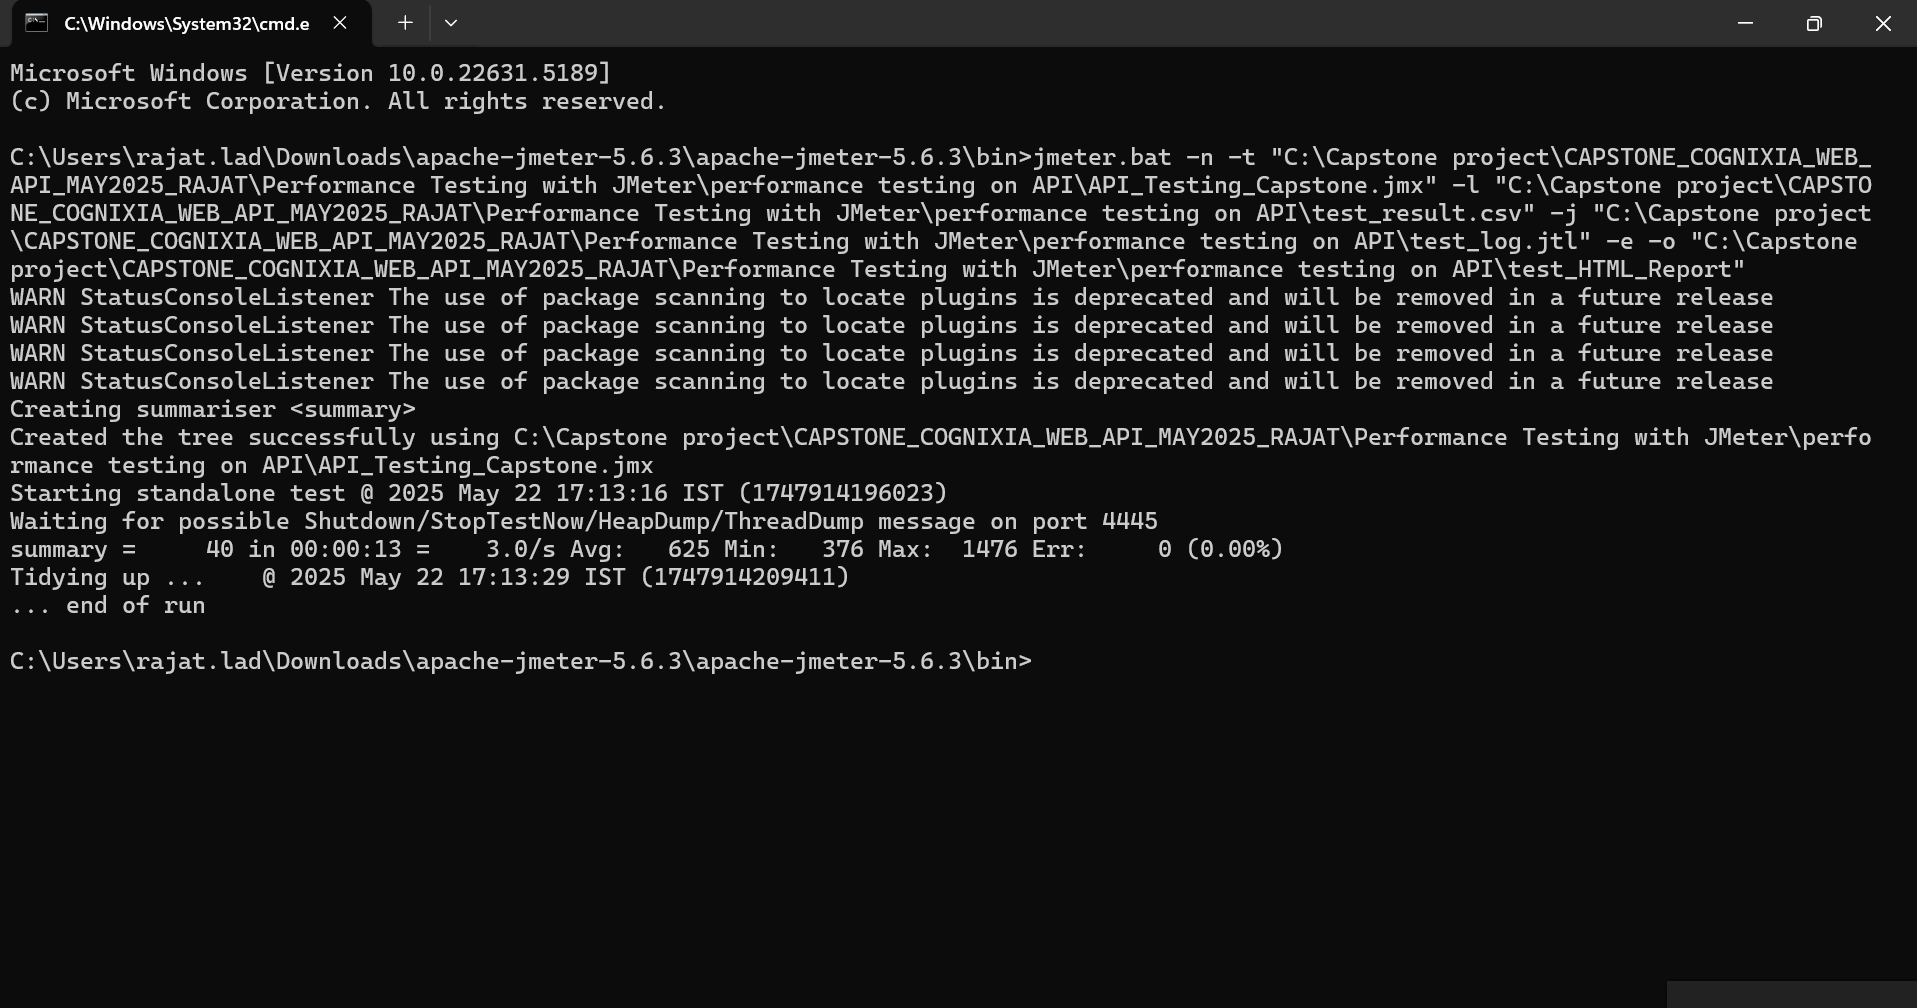 C:\Windows\System32\cmd.e
Microsoft Windows [Version 10.0.22631.5189]
(c) Microsoft Corporation. All rights reserved.
C:\Users\rajat.lad\Downloads\apache-jmeter-5.6.3\apache-jmeter-5.6.3\bin>jmeter.bat -n -t "C:\Capstone project\CAPSTONE_COGNIXIA_WEB_
API_MAY2025_RAJAT\Performance Testing with JMeter\performance testing on API\API_Testing_Capstone.jmx" -l "C:\Capstone project\CAPSTO
NE_COGNIXIA_WEB_API_MAY2025_RAJAT\Performance Testing with JMeter\performance testing on API\test_result.csv" -j "C:\Capstone project
\CAPSTONE_COGNIXIA_WEB_API_MAY2025_RAJAT\Performance Testing with JMeter\performance testing on API\test_log.jtl" -e -o "C:\Capstone
project\CAPSTONE_COGNIXIA_WEB_API_MAY2025_RAJAT\Performance Testing with JMeter\performance testing on API\test_HTML_Report"
WARN StatusConsoleListener The use of package scanning to locate plugins is deprecated and will be removed in a future release
WARN StatusConsoleListener The use of package scanning to locate plugins is deprecated and will be removed in a future release
WARN StatusConsoleListener The use of package scanning to locate plugins is deprecated and will be removed in a future release
WARN StatusConsoleListener The use of package scanning to locate plugins is deprecated and will be removed in a future release
Creating summariser <summary>
Created the tree successfully using C:\Capstone project\CAPSTONE_COGNIXIA_WEB_API_MAY2025_RAJAT\Performance Testing with JMeter\perfo
rmance testing on API\API_Testing_Capstone.jmx
Starting standalone test @ 2025 May 22 17:13:16 IST (1747914196023)
Waiting for possible Shutdown/StopTestNow/HeapDump/ThreadDump message on port 4445
summary =     40 in 00:00:13 =    3.0/s Avg:   625 Min:   376 Max:  1476 Err:     0 (0.00%)
Tidying up ...    @ 2025 May 22 17:13:29 IST (1747914209411)
... end of run
C:\Users\rajat.lad\Downloads\apache-jmeter-5.6.3\apache-jmeter-5.6.3\bin>